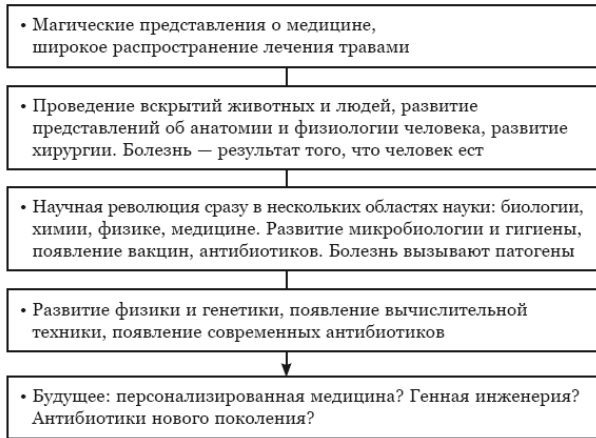 • Магические представления о медицине,
широкое распространение лечения травами
• Проведение вскрытий животных и людей, развитие
представлений об анатомии и физиологии человека, развитие
хирургии. Болезнь — результат того, что человек ест
• Научная революция сразу в нескольких областях науки: биологии,
химии, физике, медицине. Развитие микробиологии и гигиены,
появление вакцин, антибиотиков. Болезнь вызывают патогены
• Развитие физики и генетики, появление вычислительной
техники, появление современных антибиотиков
• Будущее: персонализированная медицина? Генная инженерия?
Антибиотики нового поколения?